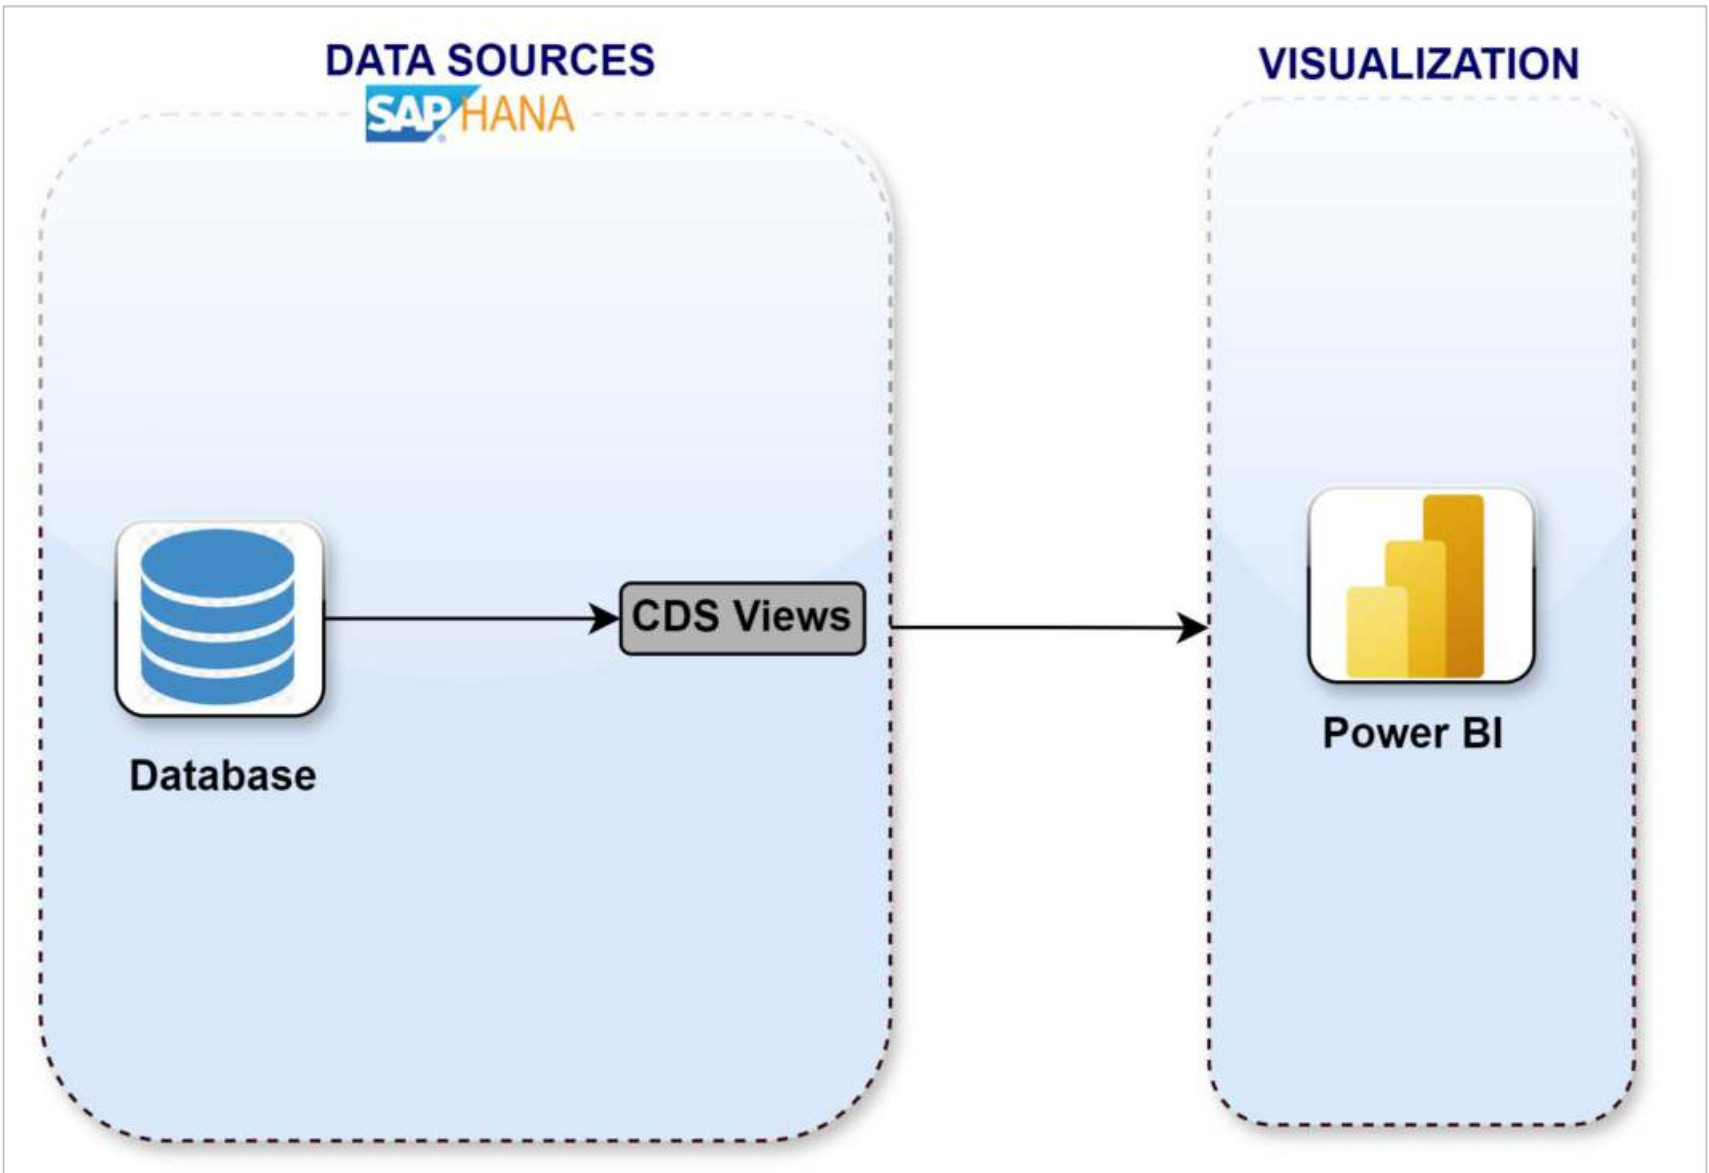 DATA SOURCES
SAP HANA
VISUALIZATION
CDS Views
Database
Power BI